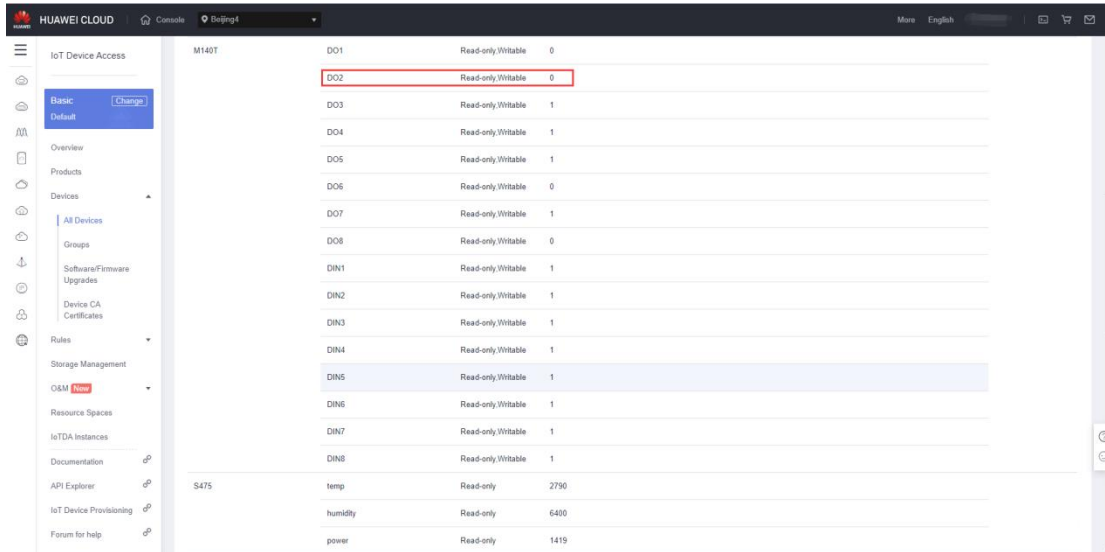 HUAWEI
HUAWEI CLOUD Console Beijing4 More English
IoT Device Access
Basic Change
Default
Overview
Products
Devices
All Devices
Groups
Software/Firmware
Upgrades
Device CA
Certificates
Rules
Storage Management
O&M New
Resource Spaces
IoTDA Instances
Documentation
API Explorer
IoT Device Provisioning
Forum for help
M140T DO1 Read-only,Writable 0
DO2 Read-only,Writable 0
DO3 Read-only,Writable 1
DO4 Read-only,Writable 1
DO5 Read-only,Writable 1
DO6 Read-only,Writable 0
DO7 Read-only,Writable 1
DO8 Read-only,Writable 0
DIN1 Read-only,Writable 1
DIN2 Read-only,Writable 1
DIN3 Read-only,Writable 1
DIN4 Read-only,Writable 1
DIN5 Read-only,Writable 1
DIN6 Read-only,Writable 1
DIN7 Read-only,Writable 1
DIN8 Read-only,Writable 1
S475 temp Read-only 2790
humidity Read-only 6400
power Read-only 1419